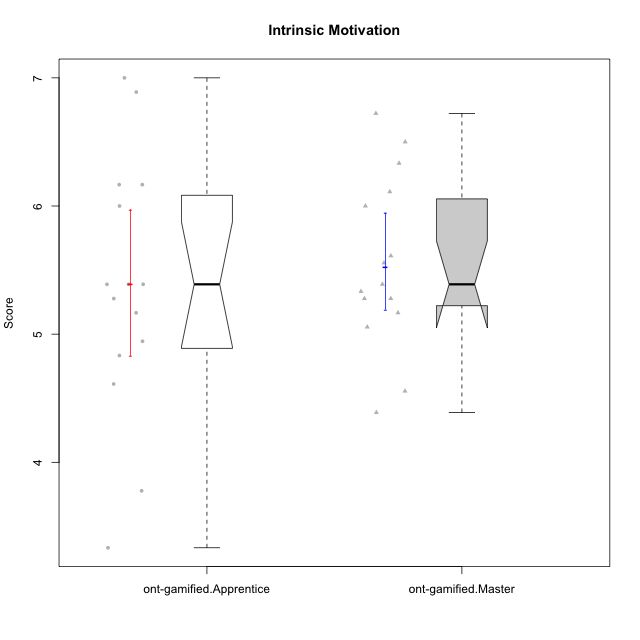 Intrinsic Motivation
Score
7
6
5
4
ont-gamified.Apprentice
ont-gamified.Master